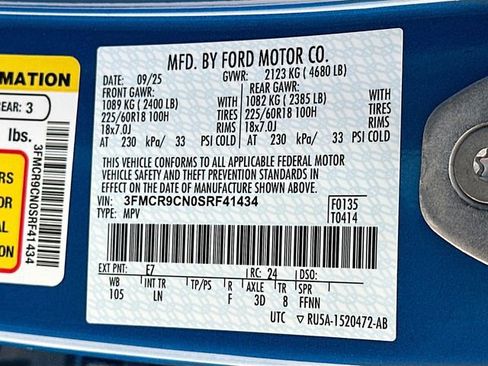 MFD. BY FORD MOTOR CO.
09/25 GVWR: 2123 KG ( 4680 LB)
FRONT GAWR: REAR GAWR:
1089 KG ( 2400 LB) WITH 1082 KG ( 2385 LB) WITH
225/60R18 100H TIRES 225/60R18 100H TIRES
18x7.0J RIMS 18x7.0J RIMS
AT 230 kPa/ 33 PSI COLD AT 230 kPa/ 33 PSI COLD
THIS VEHICLE CONFORMS TO ALL APPLICABLE FEDERAL MOTOR
VEHICLE SAFETY AND THEFT PREVENTION STANDARDS IN
EFFECT ON THE DATE OF MANUFACTURE SHOWN ABOVE.
VIN: 3FMCR9CN0SRF41434 F0135
TYPE: MPV T0414
EXT PNT: E7 RC: 24 DSO:
WB INT TR TP/PS R AXLE TR SPR
105 LN F 3D 8 FFNN
UTC RU5A-1520472-AB
RMATION
REAR: 3
lbs.
3FMCR9CN0SRF41434
ERS
AL
ION